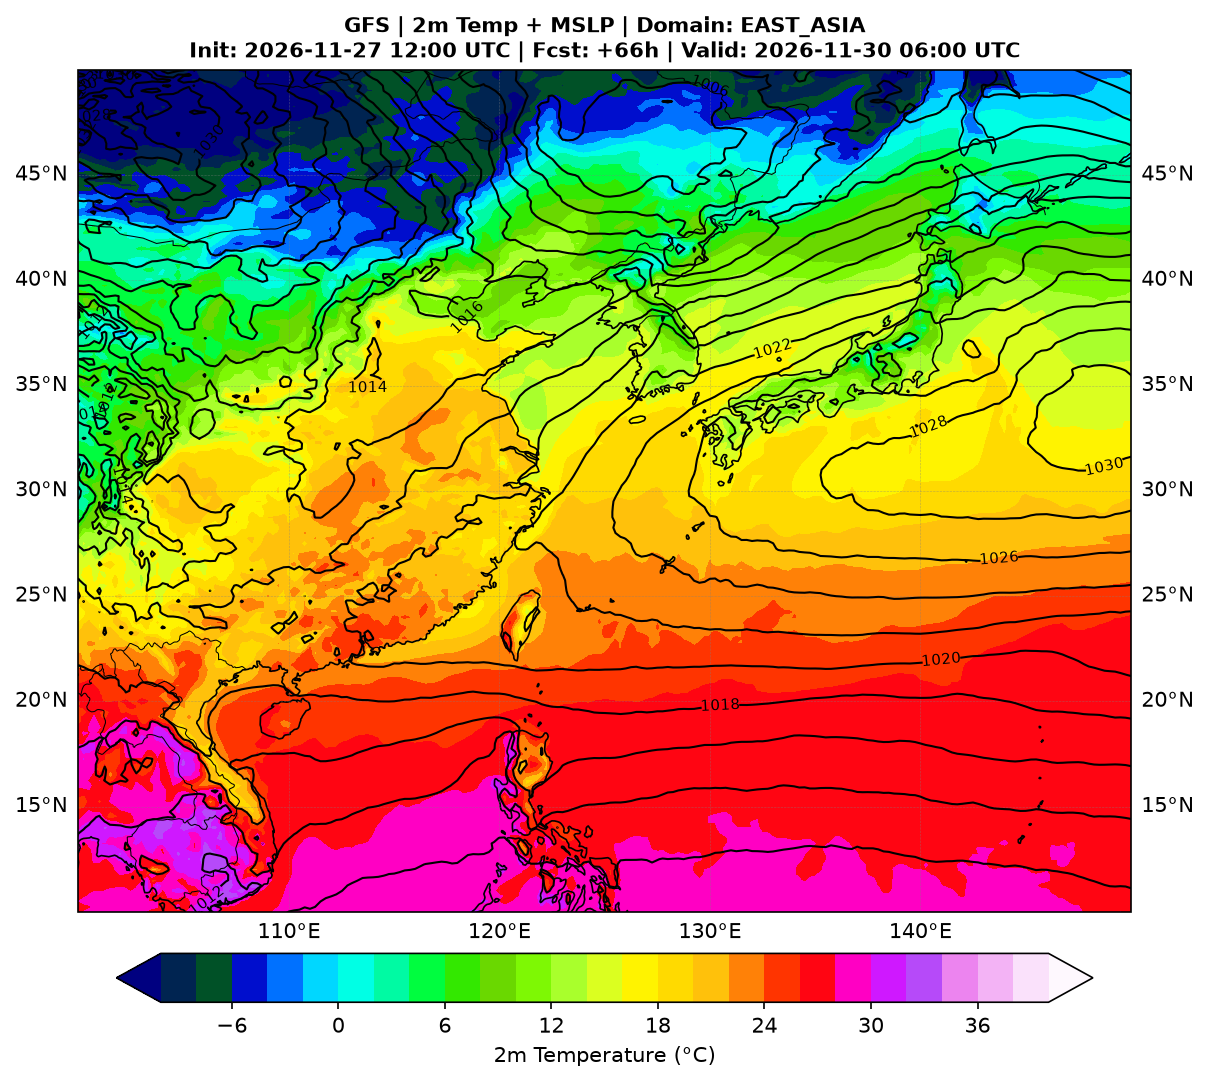 GFS | 2m Temp + MSLP | Domain: EAST_ASIA
Init: 2026-11-27 12:00 UTC | Fcst: +66h | Valid: 2026-11-30 06:00 UTC
1006
45°N 45°N
40°N 40°N
1016
1022
35°N 1014 35°N
1028
1030
30°N 30°N
1026
25°N 25°N
1020
20°N 1018 20°N
15°N 15°N
1012
110°E 120°E 130°E 140°E
−6 0 6 12 18 24 30 36
2m Temperature (°C)